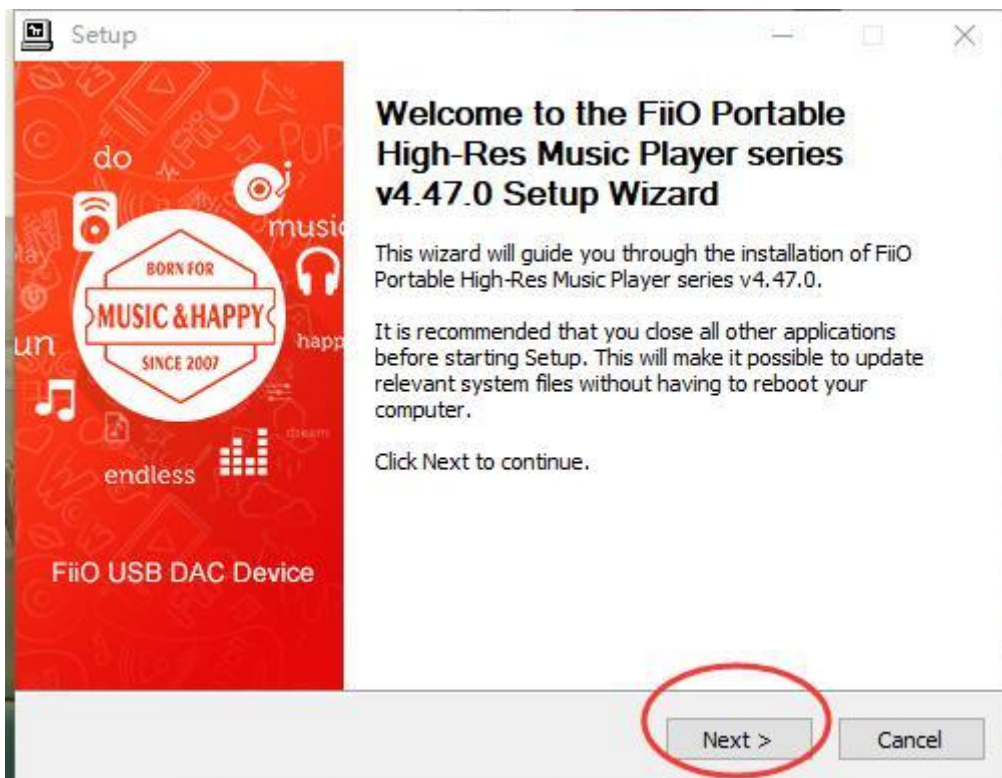 Setup
Welcome to the FiiO Portable
High-Res Music Player series
v4.47.0 Setup Wizard
This wizard will guide you through the installation of FiiO
Portable High-Res Music Player series v4.47.0.
It is recommended that you close all other applications
before starting Setup. This will make it possible to update
relevant system files without having to reboot your
computer.
Click Next to continue.
do
music
BORN FOR
MUSIC & HAPPY
SINCE 2007
happ
un
dream
endless
FiiO USB DAC Device
Next >
Cancel